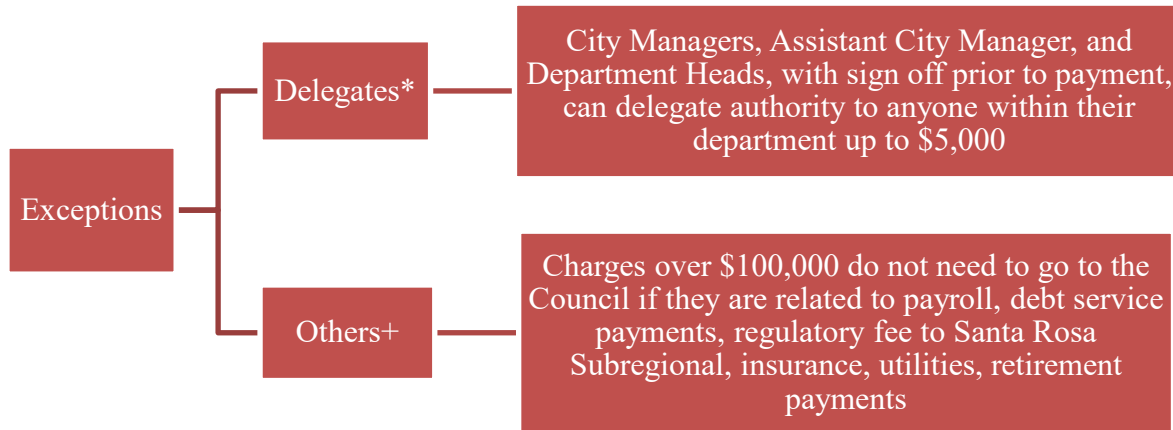 Exceptions
Delegates*
City Managers, Assistant City Manager, and
Department Heads, with sign off prior to payment,
can delegate authority to anyone within their
department up to $5,000
Others+
Charges over $100,000 do not need to go to the
Council if they are related to payroll, debt service
payments, regulatory fee to Santa Rosa
Subregional, insurance, utilities, retirement
payments